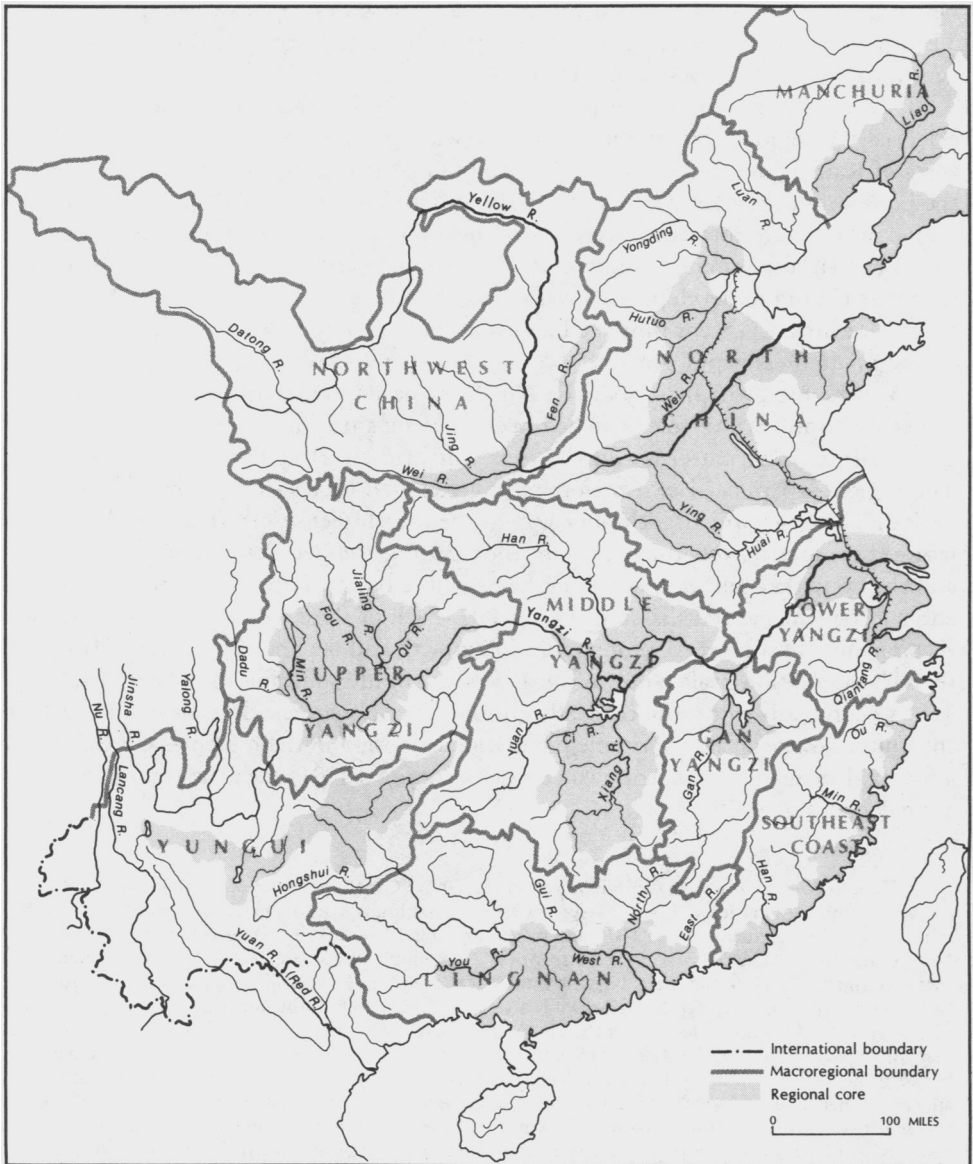 MANCHURIA
Liao R.
Luan R.
Yellow R.
Yongding R.
Hutuo R.
Datong R.
NORTHWEST
CHINA
NORTH
CHINA
Fen R.
Wei R.
Jing R.
Wei R.
Ying R.
Huai R.
Han R.
Jialing R.
Fou R.
Qu R.
MIDDLE
YANGZI
Yangzi R.
LOWER
YANGZI
Dadu R.
Min R.
UPPER
YANGZI
Qiantang R.
Nu R.
Jinsha R.
Yalong R.
Lancang R.
Yuan R.
Ci R.
Xiang R.
GAN
YANGZI
Gan R.
Ou R.
Min R.
SOUTHEAST
COAST
YUNGUI
Hongshui R.
Gui R.
North R.
East R.
Han R.
Yuan R. (Red R.)
You R.
West R.
LINGNAN
International boundary
Macroregional boundary
Regional core
0 100 MILES